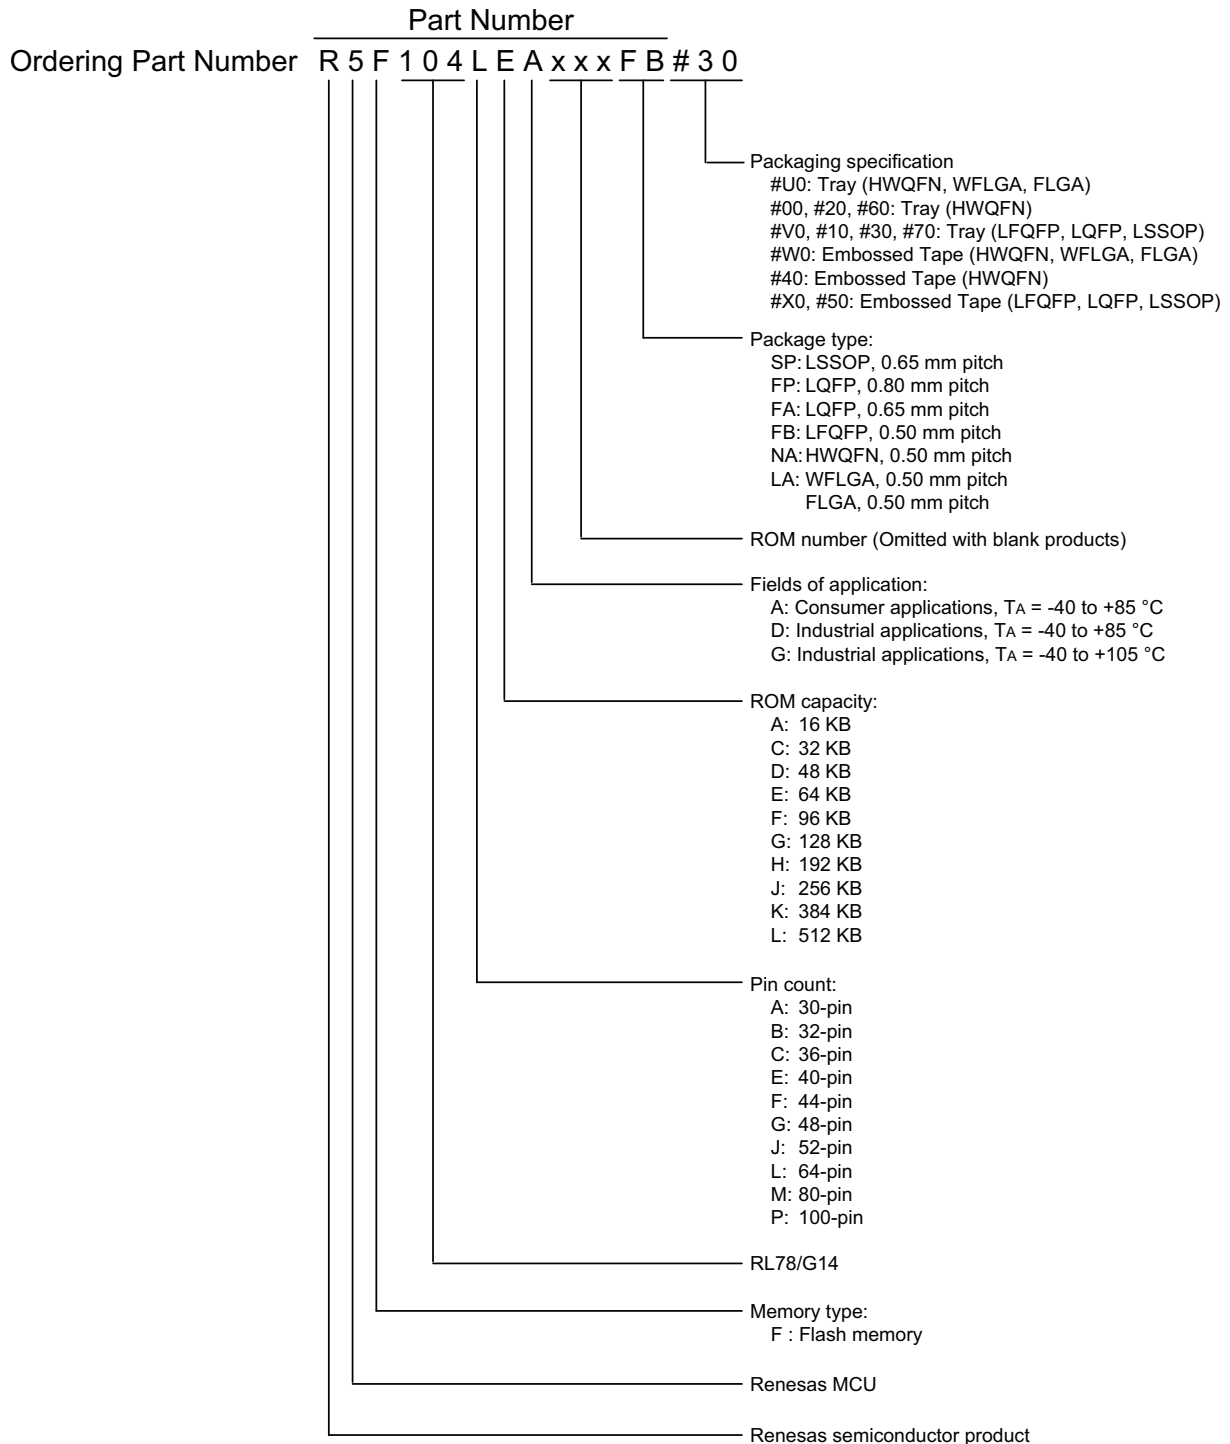 Part Number
Ordering Part Number R 5 F 1 0 4 L E A x x x F B # 3 0
Packaging specification
#U0: Tray (HWQFN, WFLGA, FLGA)
#00, #20, #60: Tray (HWQFN)
#V0, #10, #30, #70: Tray (LFQFP, LQFP, LSSOP)
#W0: Embossed Tape (HWQFN, WFLGA, FLGA)
#40: Embossed Tape (HWQFN)
#X0, #50: Embossed Tape (LFQFP, LQFP, LSSOP)
Package type:
SP: LSSOP, 0.65 mm pitch
FP: LQFP, 0.80 mm pitch
FA: LQFP, 0.65 mm pitch
FB: LFQFP, 0.50 mm pitch
NA: HWQFN, 0.50 mm pitch
LA: WFLGA, 0.50 mm pitch
FLGA, 0.50 mm pitch
ROM number (Omitted with blank products)
Fields of application:
A: Consumer applications, TA = -40 to +85 °C
D: Industrial applications, TA = -40 to +85 °C
G: Industrial applications, TA = -40 to +105 °C
ROM capacity:
A: 16 KB
C: 32 KB
D: 48 KB
E: 64 KB
F: 96 KB
G: 128 KB
H: 192 KB
J: 256 KB
K: 384 KB
L: 512 KB
Pin count:
A: 30-pin
B: 32-pin
C: 36-pin
E: 40-pin
F: 44-pin
G: 48-pin
J: 52-pin
L: 64-pin
M: 80-pin
P: 100-pin
RL78/G14
Memory type:
F : Flash memory
Renesas MCU
Renesas semiconductor product